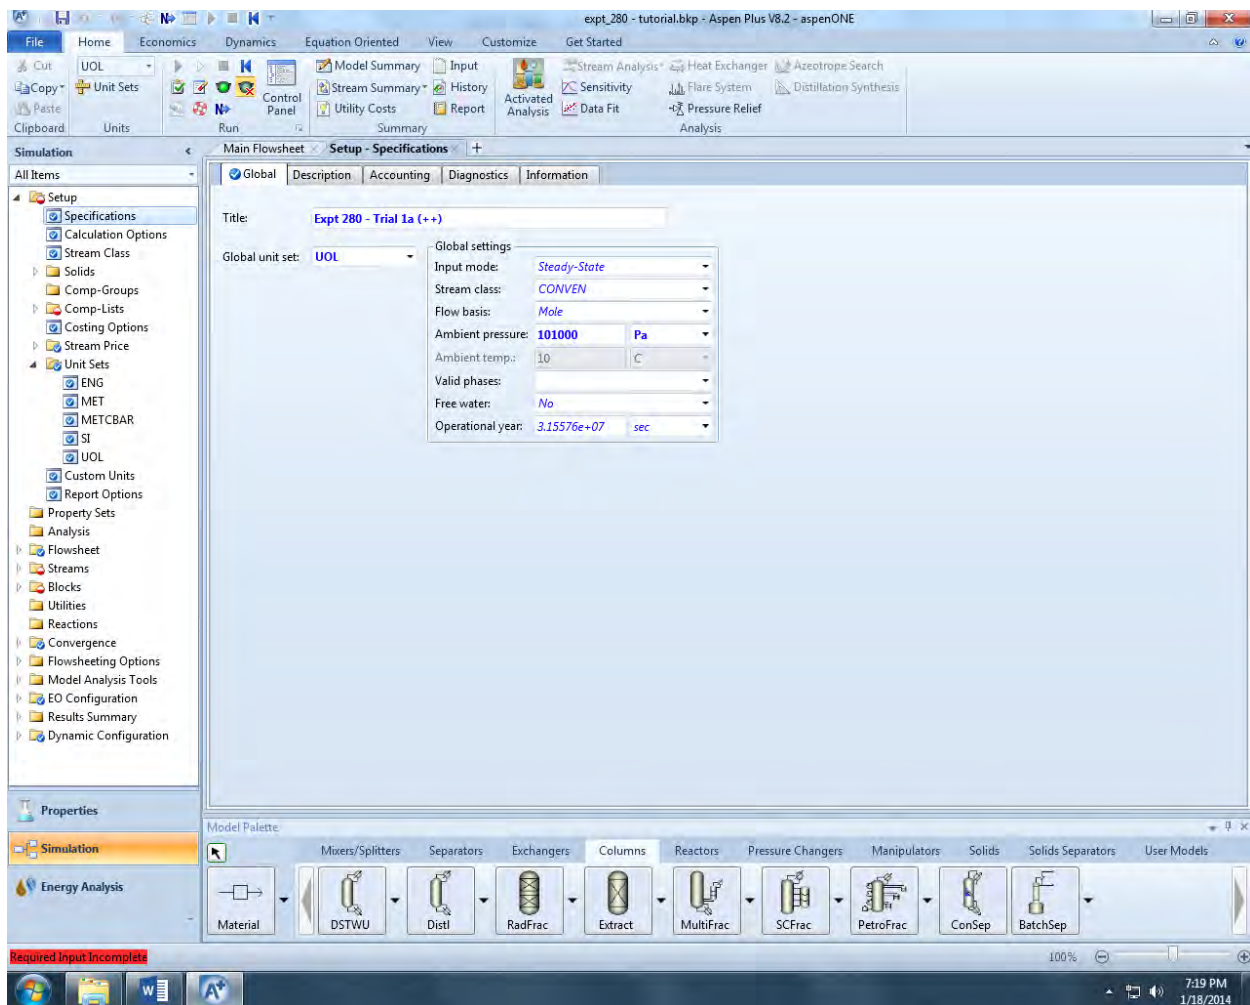 expt_280 - tutorial.bkp - Aspen Plus V8.2 - aspenONE
File Home Economics Dynamics Equation Oriented View Customize Get Started
Cut UOL Model Summary Input Stream Analysis Heat Exchanger Azeotrope Search
Copy Unit Sets Stream Summary History Sensitivity Flare System Distillation Synthesis
Paste Control Panel Utility Costs Report Activated Analysis Data Fit Pressure Relief
Clipboard Units Run Summary Analysis
Simulation Main Flowsheet Setup - Specifications +
All Items Global Description Accounting Diagnostics Information
Setup
Specifications Title: Expt 280 - Trial 1a (++)
Calculation Options
Stream Class Global unit set: UOL Global settings
Solids Input mode: Steady-State
Comp-Groups Stream class: CONVEN
Comp-Lists Flow basis: Mole
Costing Options Ambient pressure: 101000 Pa
Stream Price Ambient temp.: 10 C
Unit Sets Valid phases:
ENG
MET Free water: No
METCBAR Operational year: 3.15576e+07 sec
SI
UOL
Custom Units
Report Options
Property Sets
Analysis
Flowsheet
Streams
Blocks
Utilities
Reactions
Convergence
Flowsheeting Options
Model Analysis Tools
EO Configuration
Results Summary
Dynamic Configuration
Properties
Simulation
Energy Analysis
Model Palette
Mixers/Splitters Separators Exchangers Columns Reactors Pressure Changers Manipulators Solids Solids Separators User Models
Material DSTWU Distl RadFrac Extract MultiFrac SCFrac PetroFrac ConSep BatchSep
Required Input Incomplete 100%
7:19 PM
1/18/2014